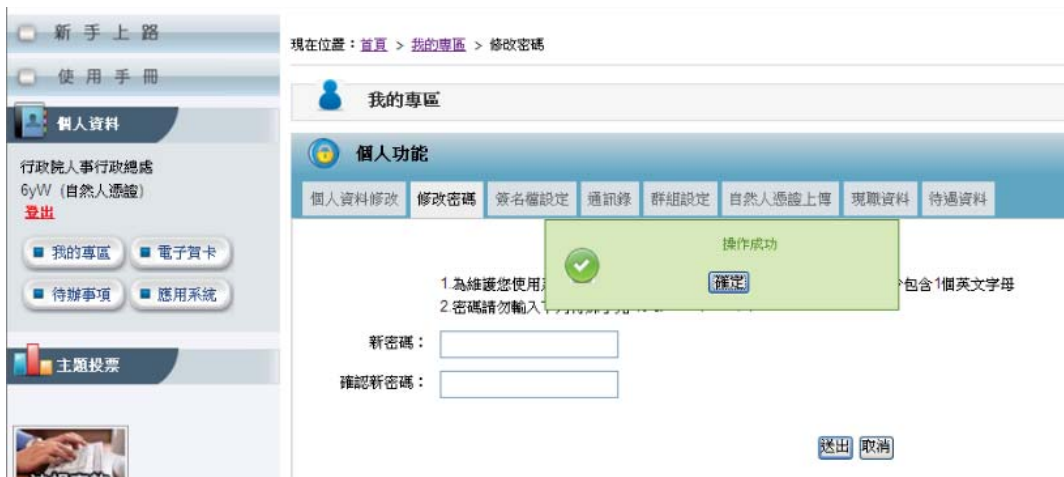 新手上路
使用手冊
個人資料
行政院人事行政總處
6yW (自然人憑證)
登出
我的專區 電子賀卡
待辦事項 應用系統
主題投票
現在位置：首頁 > 我的專區 > 修改密碼
我的專區
個人功能
個人資料修改 修改密碼 簽名檔設定 通訊錄 群組設定 自然人憑證上傳 現職資料 待遇資料
操作成功
確定
1.為維護您使用 包含1個英文字母
2.密碼請勿輸入
新密碼：
確認新密碼：
送出 取消